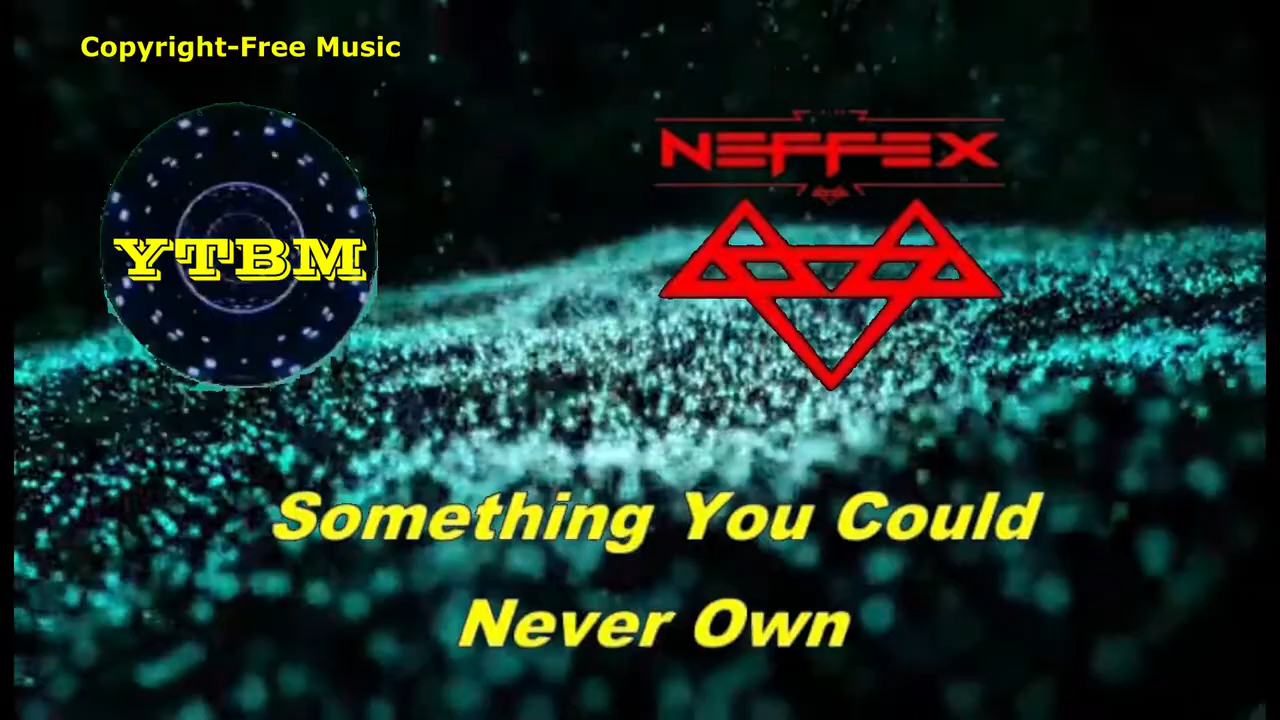 Copyright-Free Music
NEFFEX
YTBM
Something You Could
Never Own